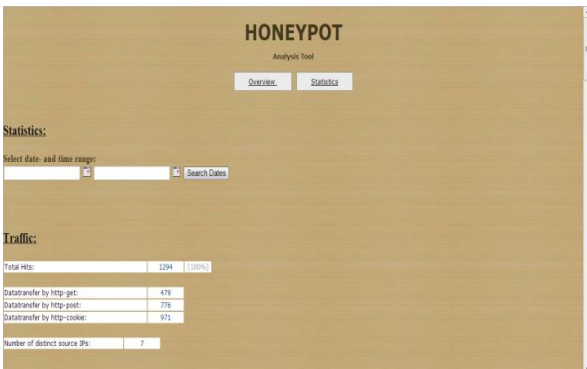 HONEYPOT
Analysis Tool
Overview Statistics
Statistics:
Select date- and time range:
Search Dates
Traffic:
Total Hits: 1294 [100%]
Datatransfer by http-get: 479
Datatransfer by http-post: 776
Datatransfer by http-cookie: 971
Number of distinct source IPs: 7